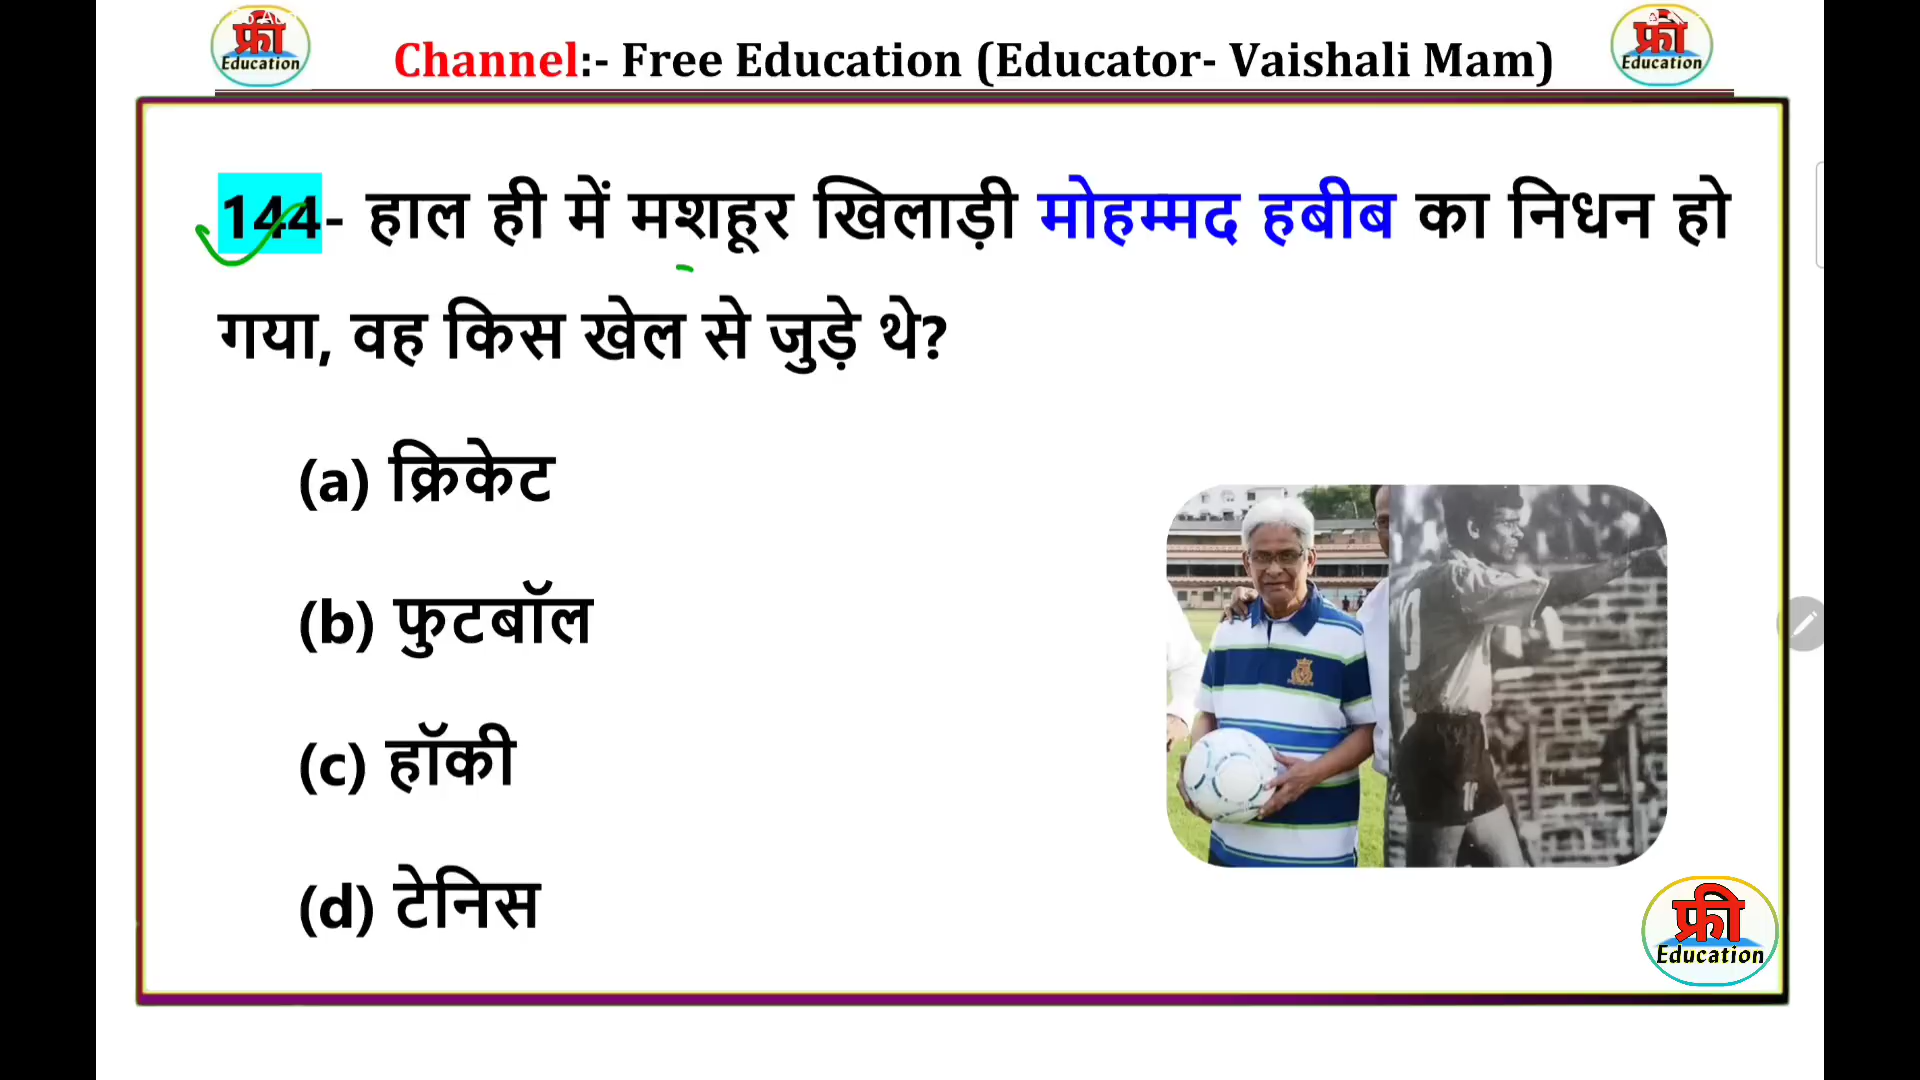 फ्री
Education
Channel:- Free Education (Educator- Vaishali Mam)
फ्री
Education
144- हाल ही में मशहूर खिलाड़ी मोहम्मद हबीब का निधन हो
गया, वह किस खेल से जुड़े थे?
(a) क्रिकेट
(b) फुटबॉल
(c) हॉकी
(d) टेनिस
फ्री
Education